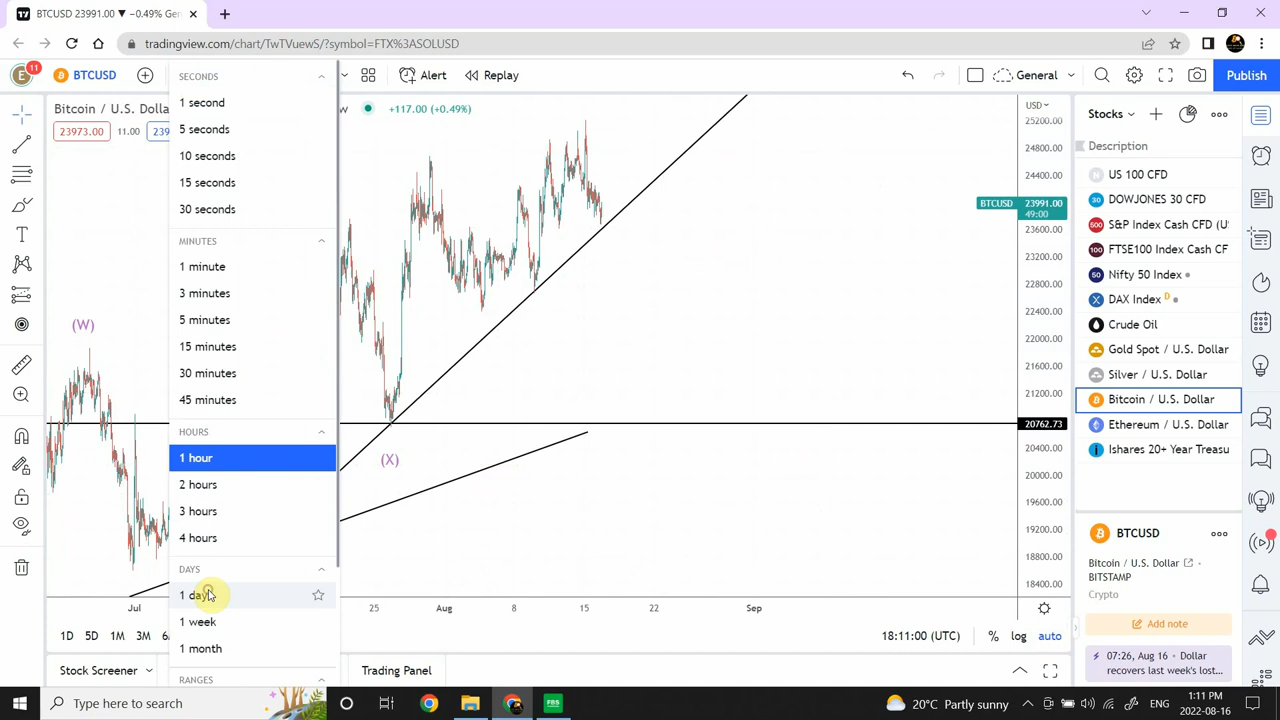 BTCUSD 23991.00 ▼ −0.49% General
tradingview.com/chart/TwTVuewS/?symbol=FTX%3ASOLUSD
11
BTCUSD
Alert
Replay
General
Publish
Bitcoin / U.S. Dolla
+117.00 (+0.49%)
23973.00
11.00
SECONDS
1 second
5 seconds
10 seconds
15 seconds
30 seconds
MINUTES
1 minute
3 minutes
5 minutes
15 minutes
30 minutes
45 minutes
HOURS
1 hour
2 hours
3 hours
4 hours
DAYS
1 day
1 week
1 month
RANGES
(W)
(X)
USD
25200.00
24800.00
24400.00
BTCUSD
23991.00
49:00
23600.00
23200.00
22800.00
22400.00
22000.00
21600.00
21200.00
20762.73
20400.00
20000.00
19600.00
19200.00
18800.00
18400.00
Jul
25
Aug
8
15
22
Sep
1D
5D
1M
3M
18:11:00 (UTC)
%
log
auto
Stock Screener
Trading Panel
Stocks
Description
US 100 CFD
DOWJONES 30 CFD
S&P Index Cash CFD (U
FTSE100 Index Cash CF
Nifty 50 Index
DAX Index D
Crude Oil
Gold Spot / U.S. Dollar
Silver / U.S. Dollar
Bitcoin / U.S. Dollar
Ethereum / U.S. Dollar
Ishares 20+ Year Treasu
BTCUSD
Bitcoin / U.S. Dollar
BITSTAMP
Crypto
Add note
07:26, Aug 16 • Dollar
recovers last week's lost...
Type here to search
FBS
20°C Partly sunny
ENG
1:11 PM
2022-08-16